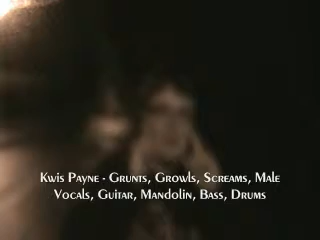 Kwis Payne - Grunts, Growls, Screams, Male
Vocals, Guitar, Mandolin, Bass, Drums